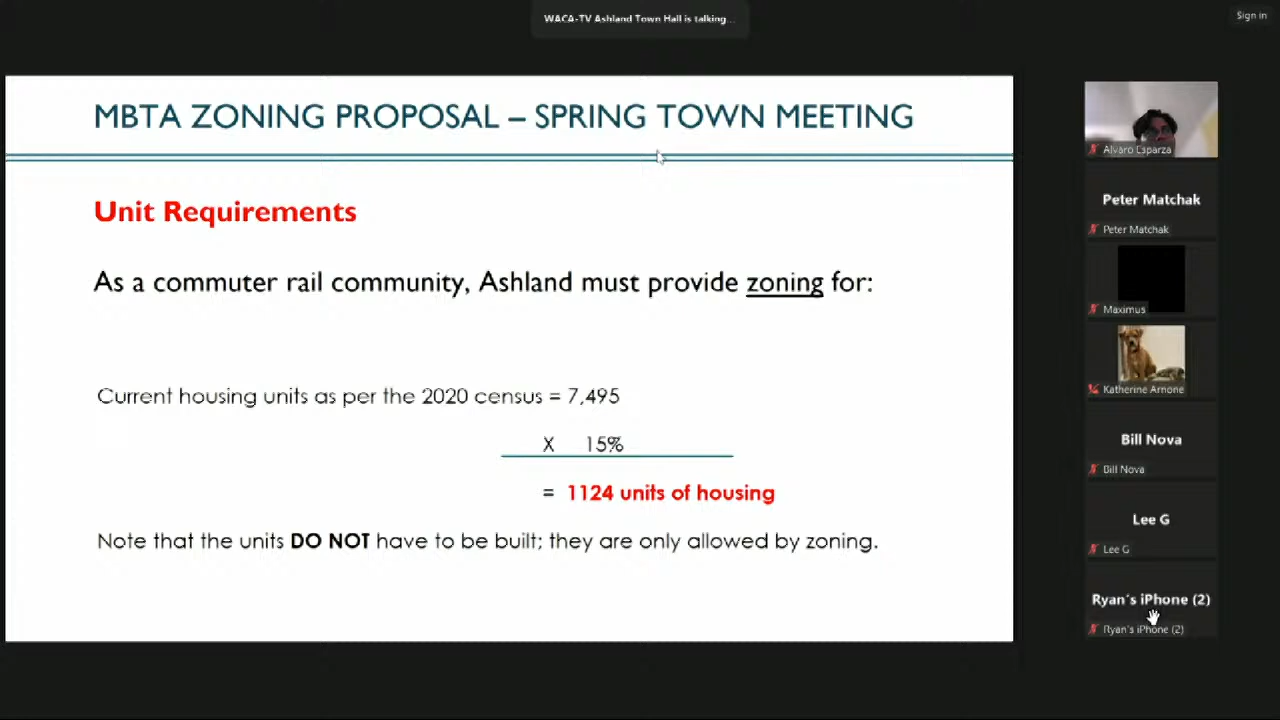 WACA-TV Ashland Town Hall is talking...
Sign in
MBTA ZONING PROPOSAL – SPRING TOWN MEETING
Unit Requirements
As a commuter rail community, Ashland must provide zoning for:
Current housing units as per the 2020 census = 7,495
X 15%
= 1124 units of housing
Note that the units DO NOT have to be built; they are only allowed by zoning.
Alvaro Esparza
Peter Matchak
Peter Matchak
Maximus
Katherine Arnone
Bill Nova
Bill Nova
Lee G
Lee G
Ryan's iPhone (2)
Ryan's iPhone (2)